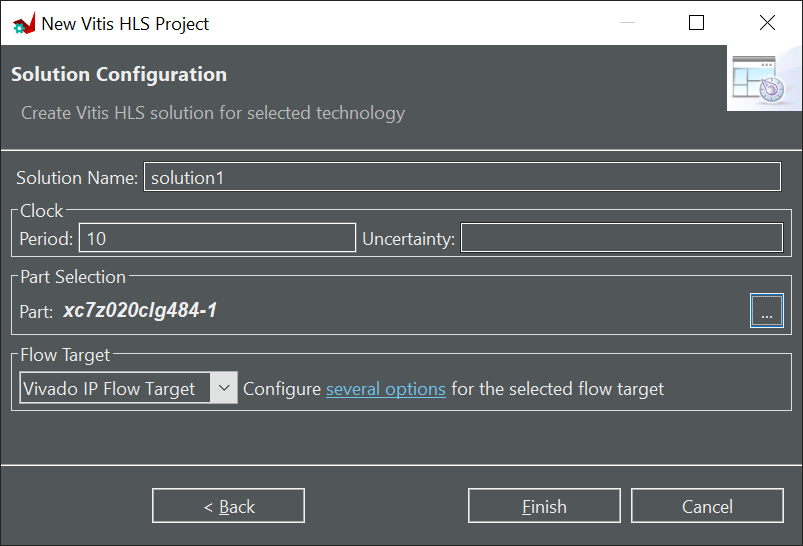 New Vitis HLS Project
Solution Configuration
Create Vitis HLS solution for selected technology
Solution Name: solution1
Clock
Period: 10 Uncertainty:
Part Selection
Part: xc7z020clg484-1 ...
Flow Target
Vivado IP Flow Target Configure several options for the selected flow target
< Back Finish Cancel